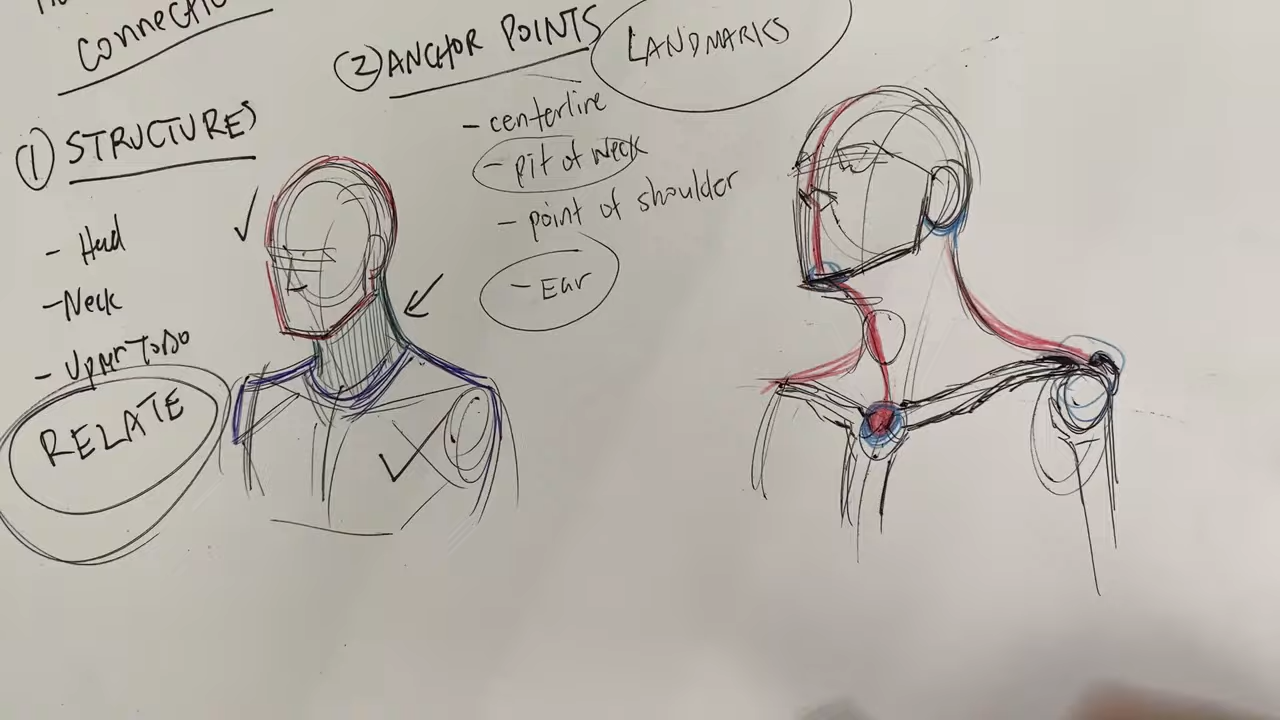 connectio
① STRUCTURES
- Head
- Neck
- Upper Torso
RELATE
② ANCHOR POINTS
LANDMARKS
- centerline
- pit of neck
- point of shoulder
- Ear